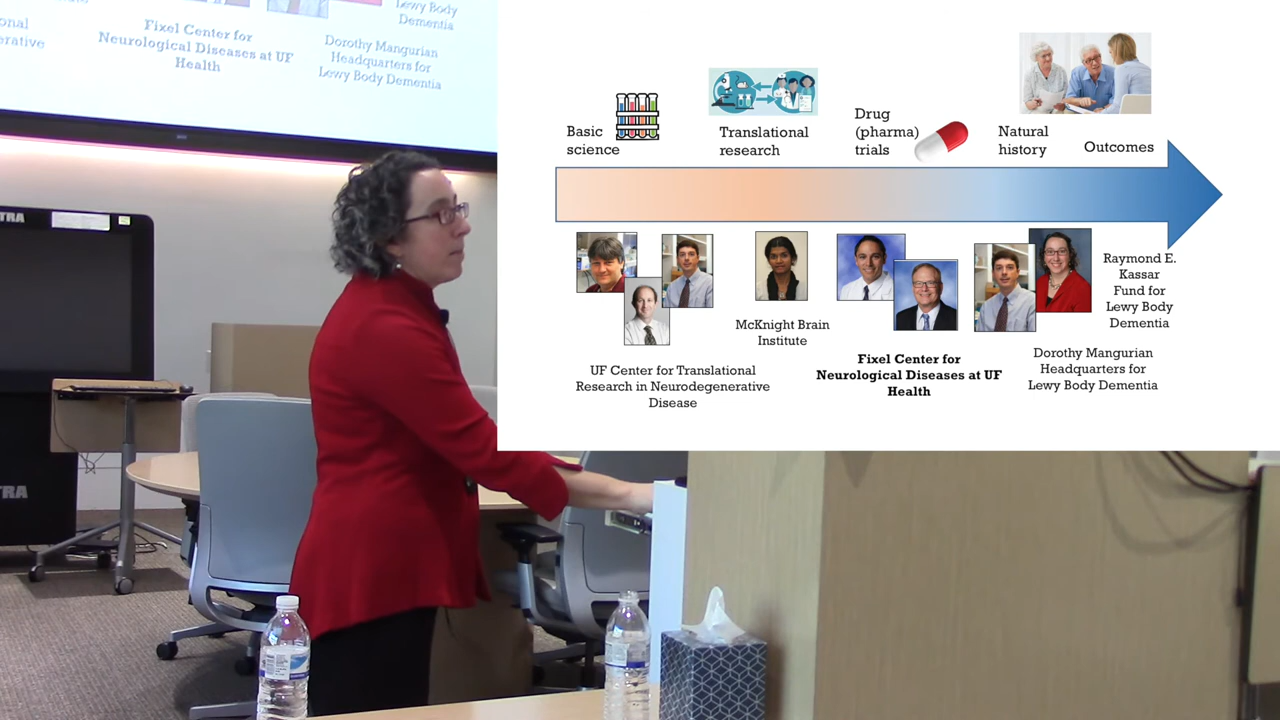 Lewy Body
Dementia
onal
erative
Fixel Center for
Neurological Diseases at UF
Health
Dorothy Mangurian
Headquarters for
Lewy Body Dementia
TRA
TRA
Basic
science
Translational
research
Drug
(pharma)
trials
Natural
history
Outcomes
McKnight Brain
Institute
UF Center for Translational
Research in Neurodegenerative
Disease
Fixel Center for
Neurological Diseases at UF
Health
Raymond E.
Kassar
Fund for
Lewy Body
Dementia
Dorothy Mangurian
Headquarters for
Lewy Body Dementia